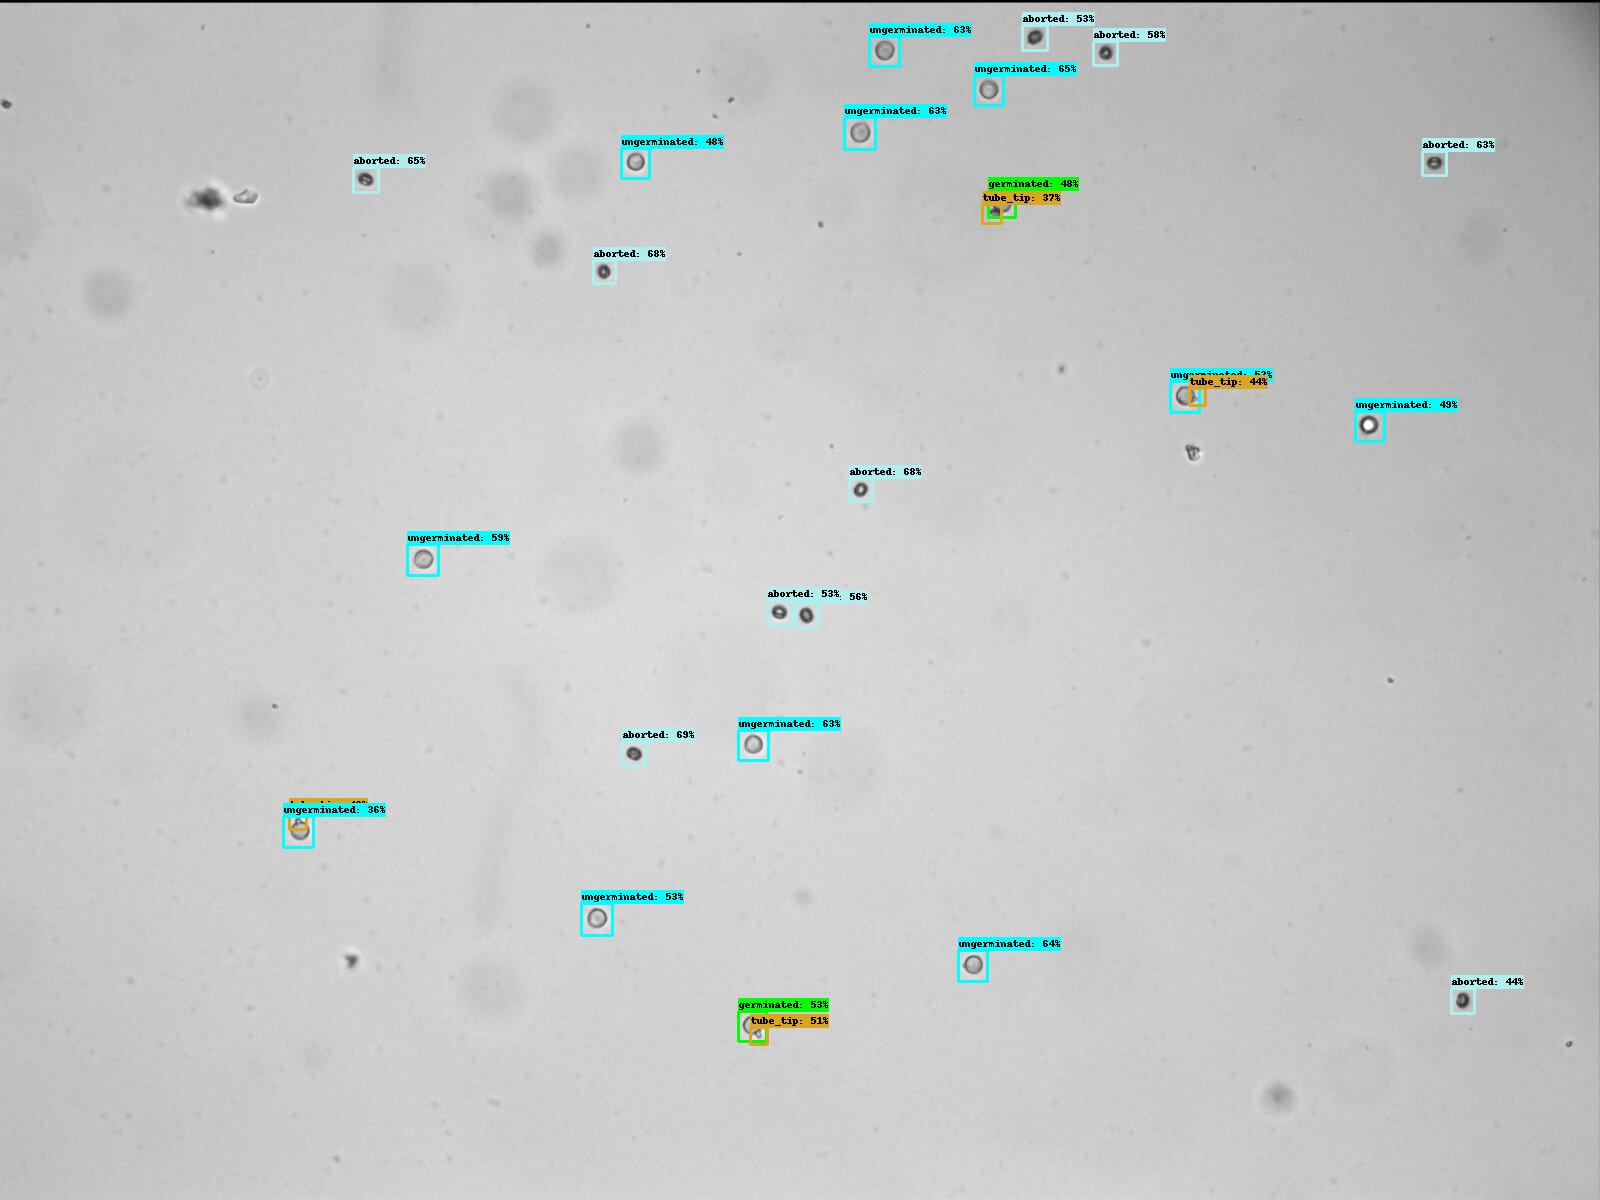 aborted: 53%
ungerminated: 63%
aborted: 58%
ungerminated: 65%
ungerminated: 63%
ungerminated: 48%
aborted: 63%
aborted: 65%
germinated: 48%
tube_tip: 37%
aborted: 68%
ungerminated: 53%
tube_tip: 44%
ungerminated: 49%
aborted: 68%
ungerminated: 59%
aborted: 53%
: 56%
ungerminated: 63%
aborted: 69%
ungerminated: 36%
ungerminated: 53%
ungerminated: 64%
aborted: 44%
germinated: 53%
tube_tip: 51%